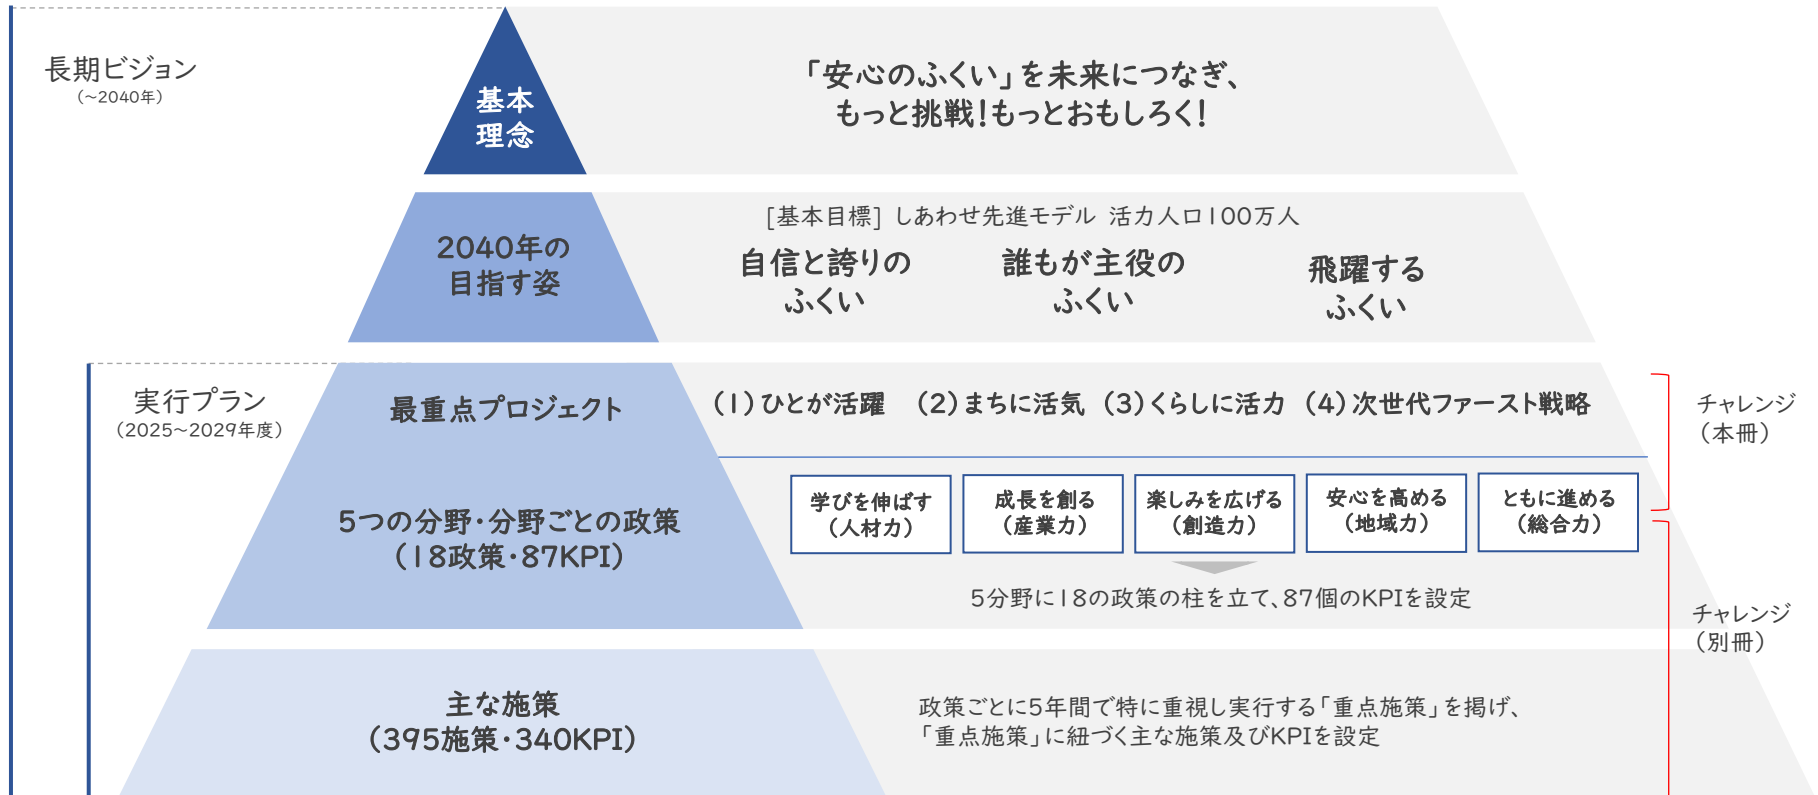 長期ビジョン
（～2040年）
基本
理念
「安心のふくい」を未来につなぎ、
もっと挑戦！もっとおもしろく！
2040年の
目指す姿
[基本目標] しあわせ先進モデル 活力人口100万人
自信と誇りの
ふくい
誰もが主役の
ふくい
飛躍する
ふくい
実行プラン
（2025～2029年度）
最重点プロジェクト
（1）ひとが活躍 （2）まちに活気 （3）くらしに活力 （4）次世代ファースト戦略
チャレンジ
（本冊）
5つの分野・分野ごとの政策
（18政策・87KPI）
学びを伸ばす
（人材力）
成長を創る
（産業力）
楽しみを広げる
（創造力）
安心を高める
（地域力）
ともに進める
（総合力）
5分野に18の政策の柱を立て、87個のKPIを設定
チャレンジ
（別冊）
主な施策
（395施策・340KPI）
政策ごとに5年間で特に重視し実行する「重点施策」を掲げ、
「重点施策」に紐づく主な施策及びKPIを設定